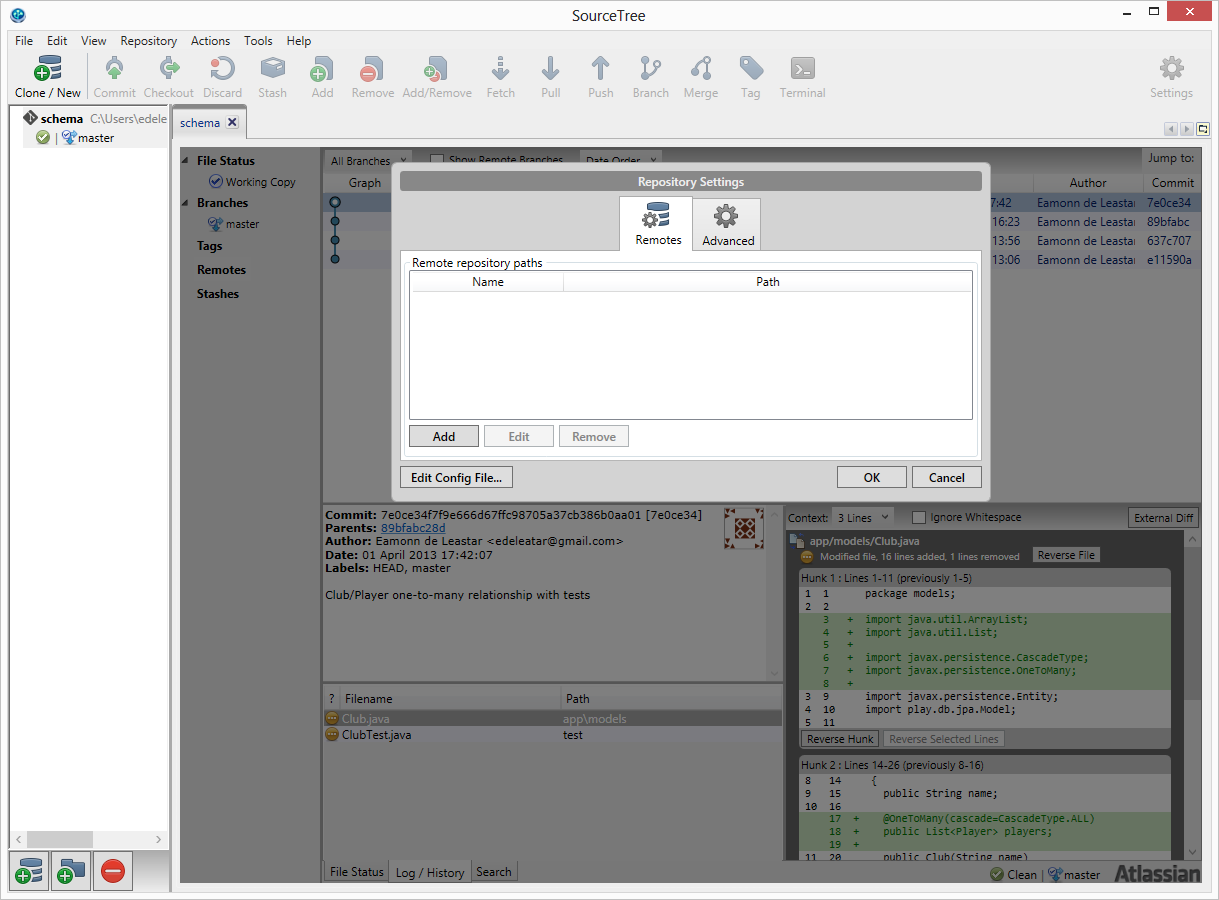 SourceTree
File Edit View Repository Actions Tools Help
Clone / New Commit Checkout Discard Stash Add Remove Add/Remove Fetch Pull Push Branch Merge Tag Terminal Settings
schema C:\Users\edele
master
schema
File Status
Working Copy
Branches
master
Tags
Remotes
Stashes
All Branches Show Remote Branches Date Order Jump to:
Graph Author Commit
7:42 Eamonn de Leastar 7e0ce34
16:23 Eamonn de Leastar 89bfabc
13:56 Eamonn de Leastar 637c707
13:06 Eamonn de Leastar e11590a
Repository Settings
Remotes Advanced
Remote repository paths
Name Path
Add Edit Remove
Edit Config File... OK Cancel
Commit: 7e0ce34f7f9e666d67ffc98705a37cb386b0aa01 [7e0ce34]
Parents: 89bfabc28d
Author: Eamonn de Leastar <edeleatar@gmail.com>
Date: 01 April 2013 17:42:07
Labels: HEAD, master
Club/Player one-to-many relationship with tests
? Filename Path
Club.java app\models
ClubTest.java test
Context: 3 Lines Ignore Whitespace External Diff
app/models/Club.java
Modified file, 16 lines added, 1 lines removed Reverse File
Hunk 1 : Lines 1-11 (previously 1-5)
1 1 package models;
2 2
3 + import java.util.ArrayList;
4 + import java.util.List;
5 +
6 + import javax.persistence.CascadeType;
7 + import javax.persistence.OneToMany;
8 +
3 9 import javax.persistence.Entity;
4 10 import play.db.jpa.Model;
5 11
Reverse Hunk Reverse Selected Lines
Hunk 2 : Lines 14-26 (previously 8-16)
8 14 {
9 15 public String name;
10 16
17 + @OneToMany(cascade=CascadeType.ALL)
18 + public List<Player> players;
19 +
11 20 public Club(String name)
File Status Log / History Search
Clean master Atlassian